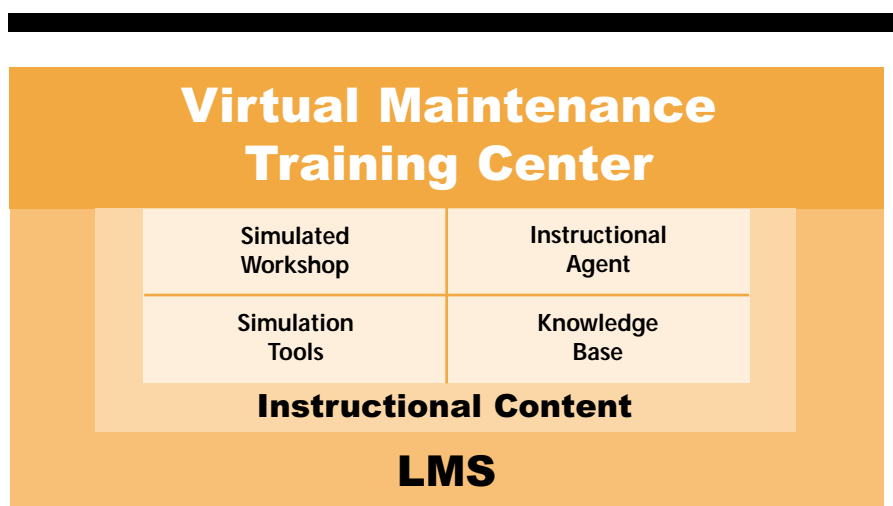 Virtual Maintenance
Training Center
Simulated
Workshop
Instructional
Agent
Simulation
Tools
Knowledge
Base
Instructional Content
LMS